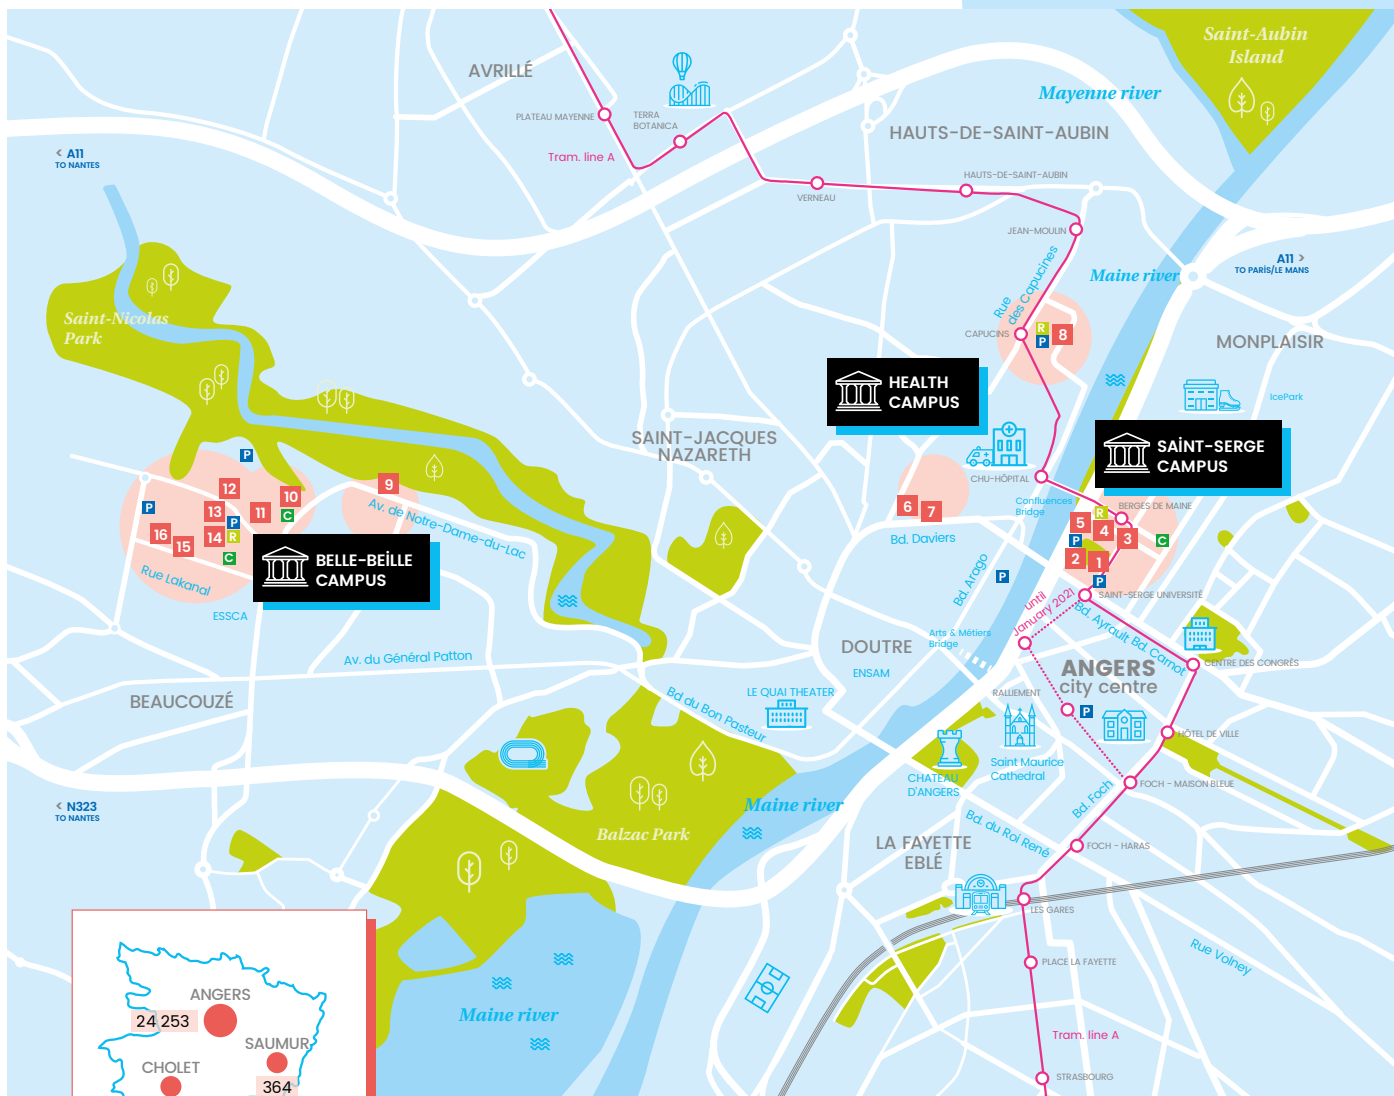 Saint-Aubin
Island
AVRILLÉ
Mayenne river
PLATEAU MAYENNE
TERRA
BOTANICA
HAUTS-DE-SAINT-AUBIN
< A11
TO NANTES
Tram. line A
HAUTS-DE-SAINT-AUBIN
VERNEAU
JEAN-MOULIN
A11 >
TO PARİS/LE MANS
Maine river
Rue
des Capucines
Saint-Nicolas
Park
CAPUCINS
R
P
8
MONPLAISIR
HEALTH
CAMPUS
IcePark
SAINT-JACQUES
NAZARETH
SAİNT-SERGE
CAMPUS
P
CHU-HÔPITAL
12
10
9
P
13
11
C
P
16
15
14
R
C
Av. de Notre-Dame-du-Lac
6
7
Confluences
Bridge
BERGES DE MAINE
R
5
4
3
C
P
2
1
P
Bd. Daviers
BELLE-BEİLLE
CAMPUS
Rue Lakanal
ESSCA
Bd. Arago
P
until
January 2021
SAINT-SERGE UNIVERSITÉ
Bd. Ayrault Bd. Carnot
Arts & Métiers
Bridge
DOUTRE
ENSAM
Av. du Général Patton
ANGERS
city centre
CENTRE DES CONGRÈS
BEAUCOUZÉ
Bd du Bon Pasteur
LE QUAI THEATER
RALLIEMENT
P
HÔTEL DE VILLE
Saint Maurice
Cathedral
CHATEAU
D'ANGERS
FOCH - MAISON BLEUE
Bd. Foch
< N323
TO NANTES
Maine river
Balzac Park
Bd. du Roi René
LA FAYETTE
EBLÉ
FOCH - HARAS
LES GARES
Rue Volney
PLACE LA FAYETTE
ANGERS
24 253
Maine river
SAUMUR
Tram. line A
CHOLET
364
STRASBOURG